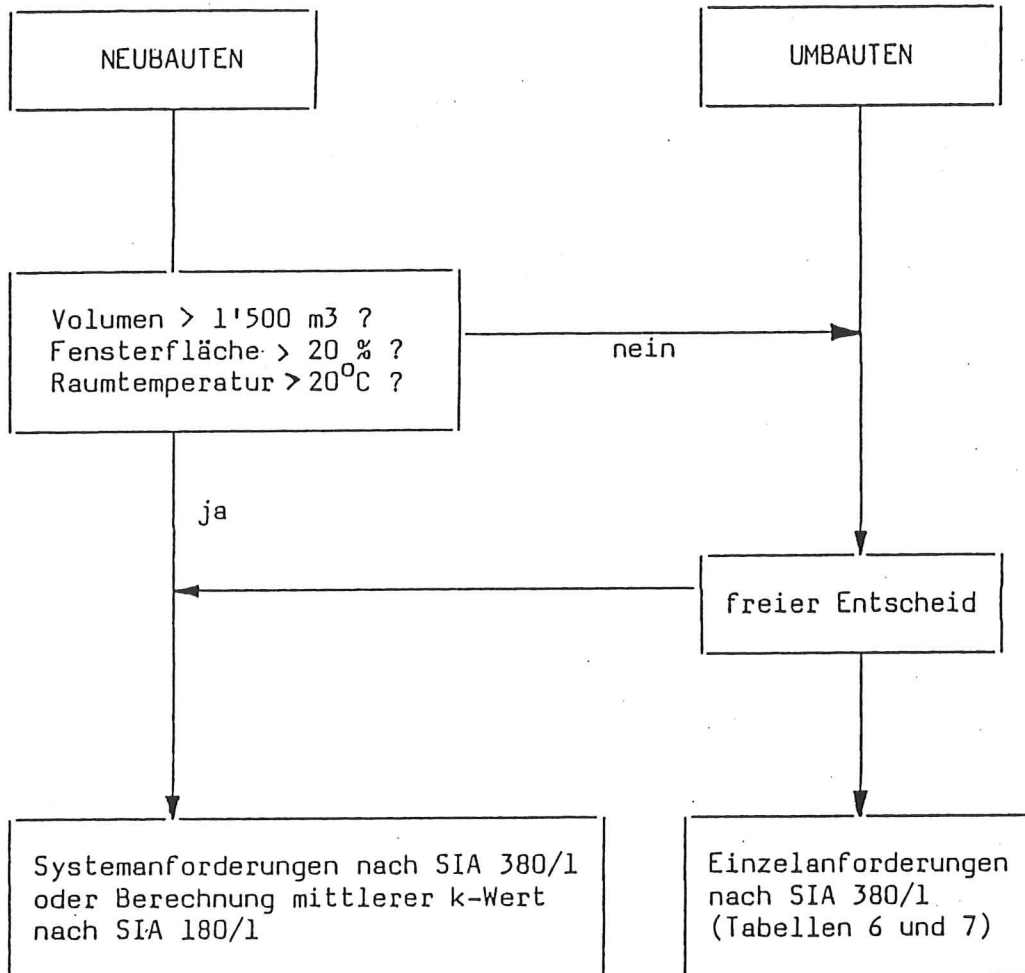 NEUBAUTEN
UMBAUTEN
Volumen > 1'500 m3 ?
Fensterfläche > 20 % ?
Raumtemperatur > 20°C ?
nein
ja
freier Entscheid
Systemanforderungen nach SIA 380/1
oder Berechnung mittlerer k-Wert
nach SIA 180/1
Einzelanforderungen
nach SIA 380/1
(Tabellen 6 und 7)